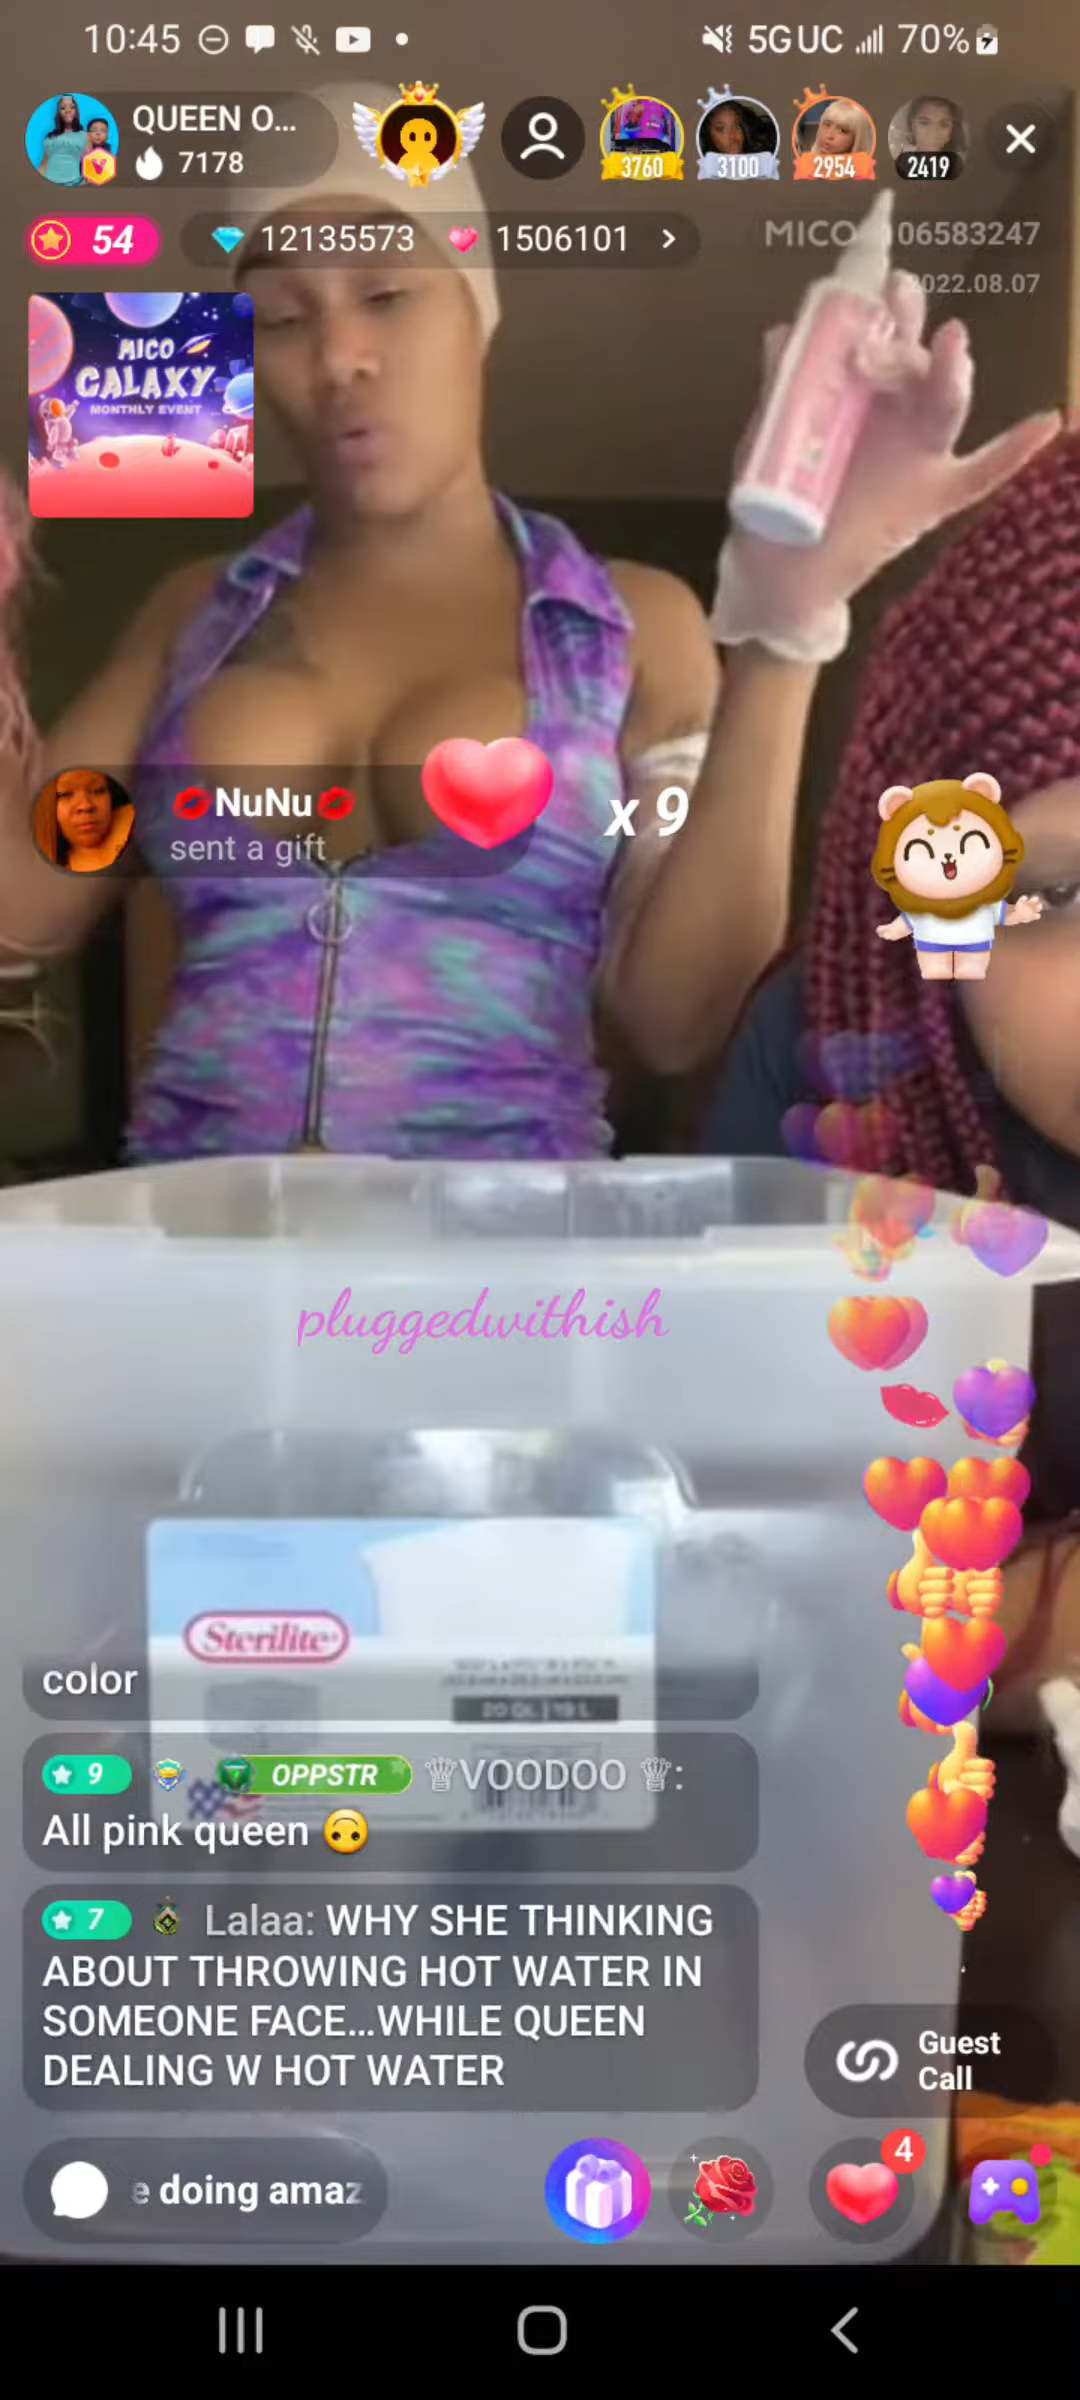 10:45
5G UC 70%
QUEEN O...
7178
3760
3100
2954
2419
54
12135573
1506101 >
MICO
06583247
2022.08.07
MICO
GALAXY
MONTHLY EVENT
💋NuNu💋
sent a gift
x 9
pluggedwithish
Sterilite
color
20 Qt. | 19 L
9 OPPSTR ♕VOODOO ♕:
All pink queen 🙃
7 Lalaa: WHY SHE THINKING
ABOUT THROWING HOT WATER IN
SOMEONE FACE...WHILE QUEEN
DEALING W HOT WATER
Guest
Call
e doing amaz
4